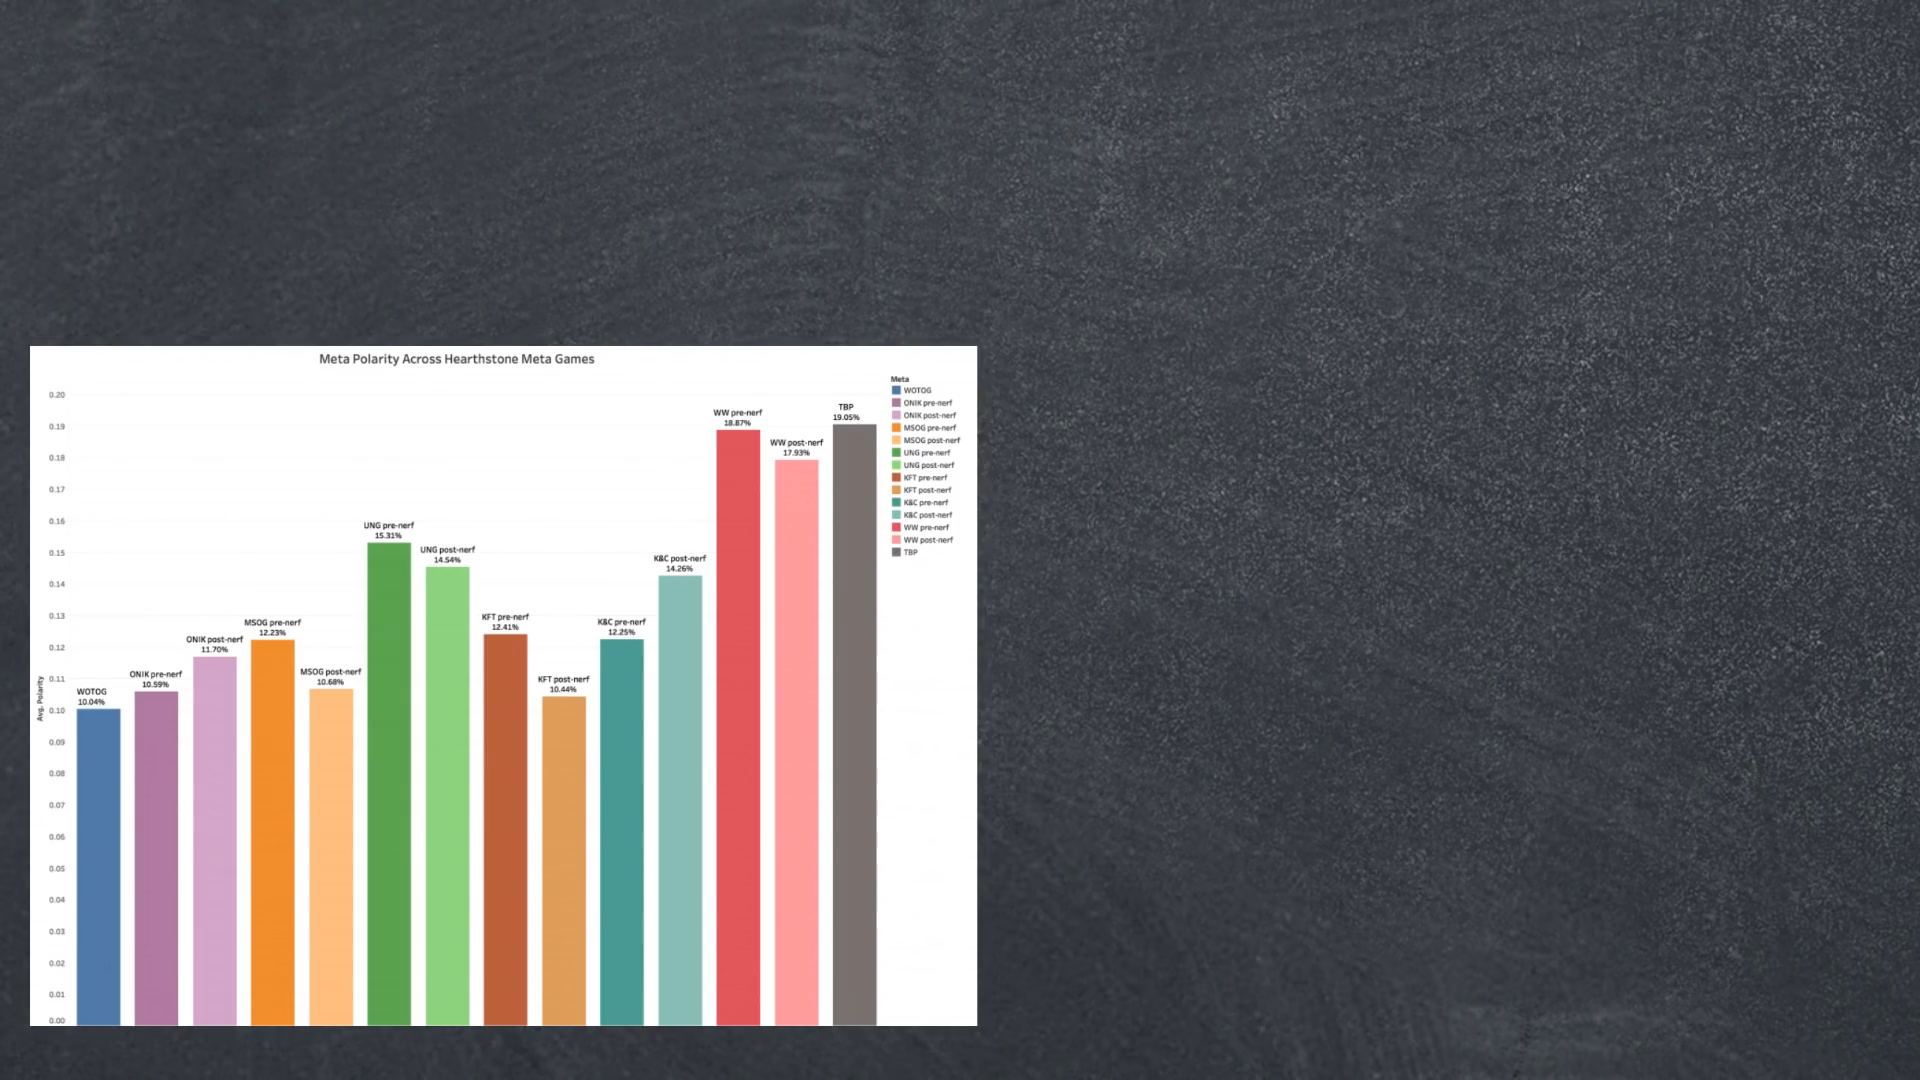 Meta Polarity Across Hearthstone Meta Games
Avg. Polarity
0.20
0.19
0.18
0.17
0.16
0.15
0.14
0.13
0.12
0.11
0.10
0.09
0.08
0.07
0.06
0.05
0.04
0.03
0.02
0.01
0.00
WOTOG
10.04%
ONIK pre-nerf
10.59%
ONIK post-nerf
11.70%
MSOG pre-nerf
12.23%
MSOG post-nerf
10.68%
UNG pre-nerf
15.31%
UNG post-nerf
14.54%
KFT pre-nerf
12.41%
KFT post-nerf
10.44%
K&C pre-nerf
12.25%
K&C post-nerf
14.26%
WW pre-nerf
18.87%
WW post-nerf
17.93%
TBP
19.05%
Meta
WOTOG
ONIK pre-nerf
ONIK post-nerf
MSOG pre-nerf
MSOG post-nerf
UNG pre-nerf
UNG post-nerf
KFT pre-nerf
KFT post-nerf
K&C pre-nerf
K&C post-nerf
WW pre-nerf
WW post-nerf
TBP